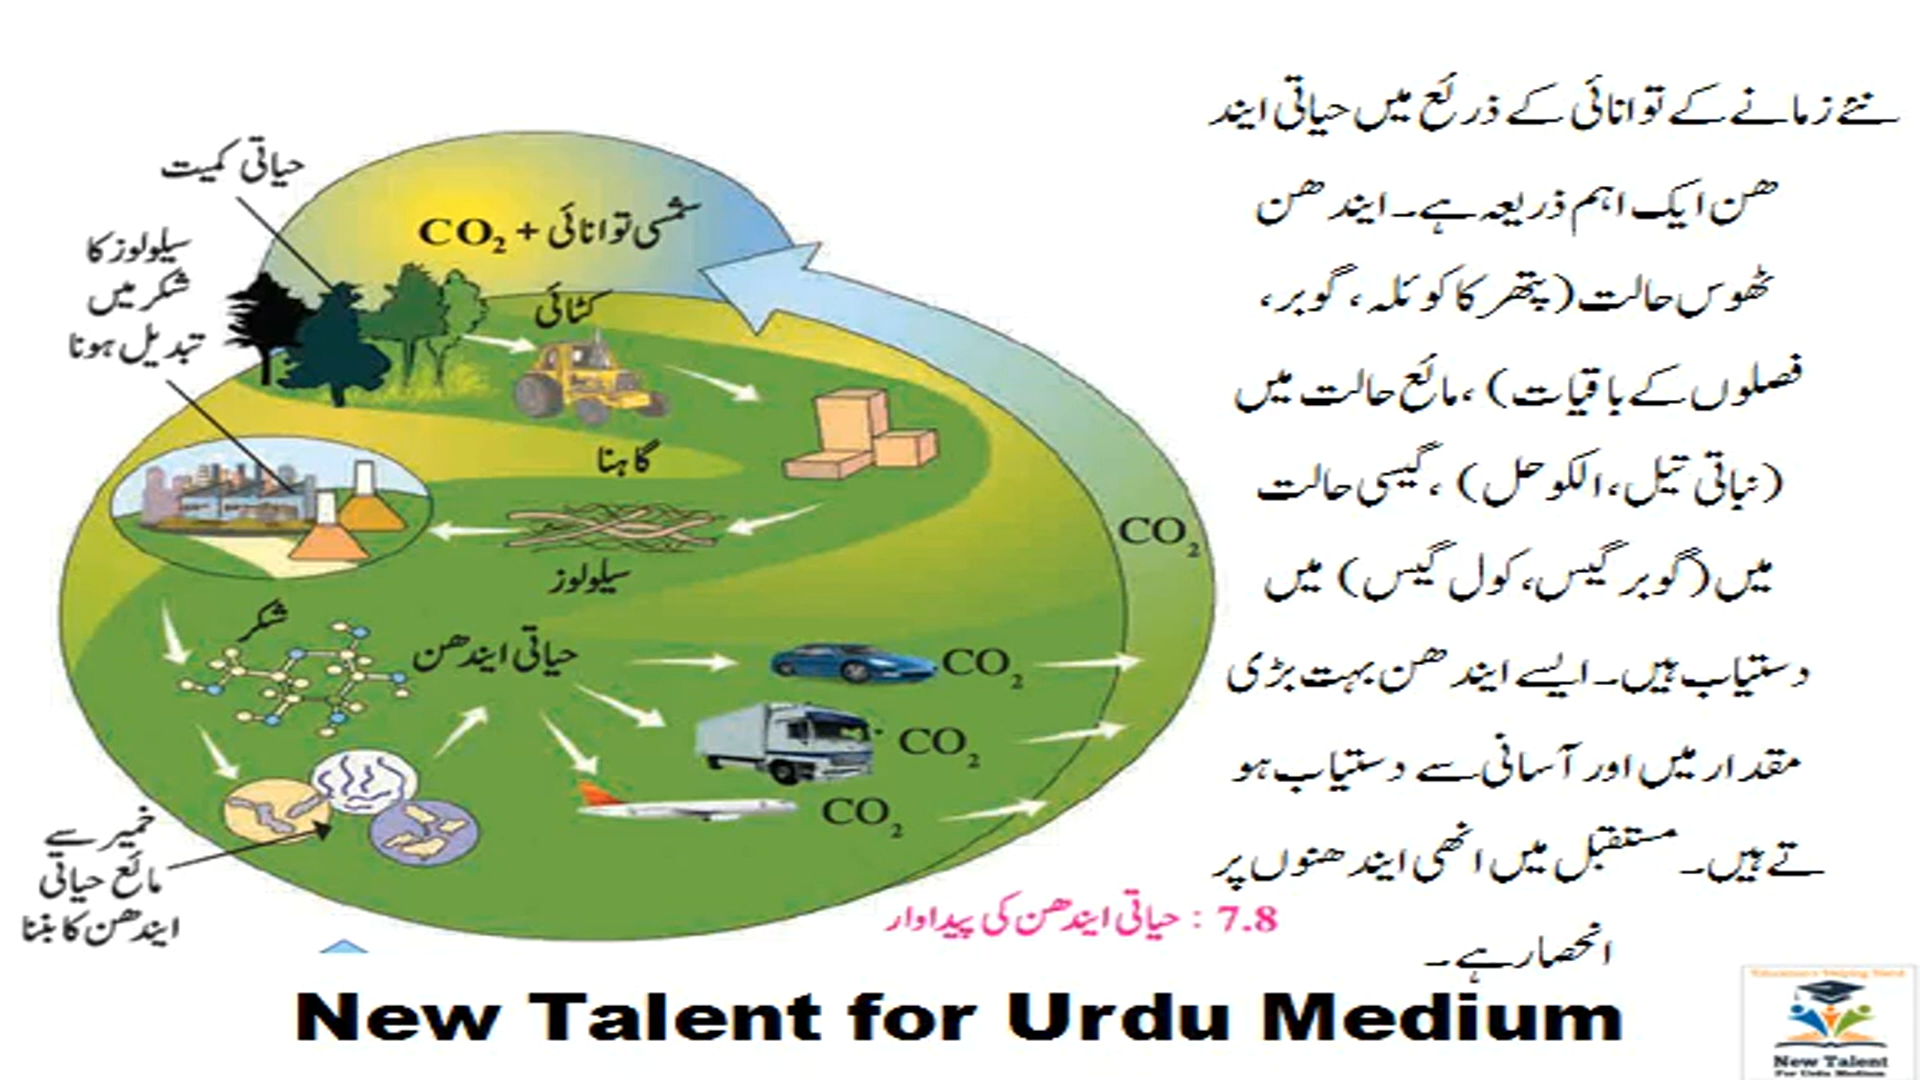 نئے زمانے کے توانائی کے ذرئع میں حیاتی ایند
ھن ایک اہم ذریعہ ہے۔ ایندھن
ٹھوس حالت (پتھر کا کوئلہ، گوبر،
فصلوں کے باقیات)، مائع حالت میں
(نباتی تیل، الکوحل)، گیسی حالت
میں (گوبر گیس، کول گیس) میں
دستیاب ہیں۔ ایسے ایندھن بہت بڑی
مقدار میں اور آسانی سے دستیاب ہو
تے ہیں۔ مستقبل میں انھی ایندھنوں پر
انحصار ہے۔
حیاتی کمیت
شمسی توانائی + CO2
سیلولوز کا
شکر میں
تبدیل ہونا
کٹائی
گاہنا
سیلولوز
CO2
شکر
حیاتی ایندھن
CO2
CO2
CO2
خمیر سے
مائع حیاتی
ایندھن کا بننا
7.8 : حیاتی ایندھن کی پیداوار
New Talent for Urdu Medium
New Talent
For Urdu Medium